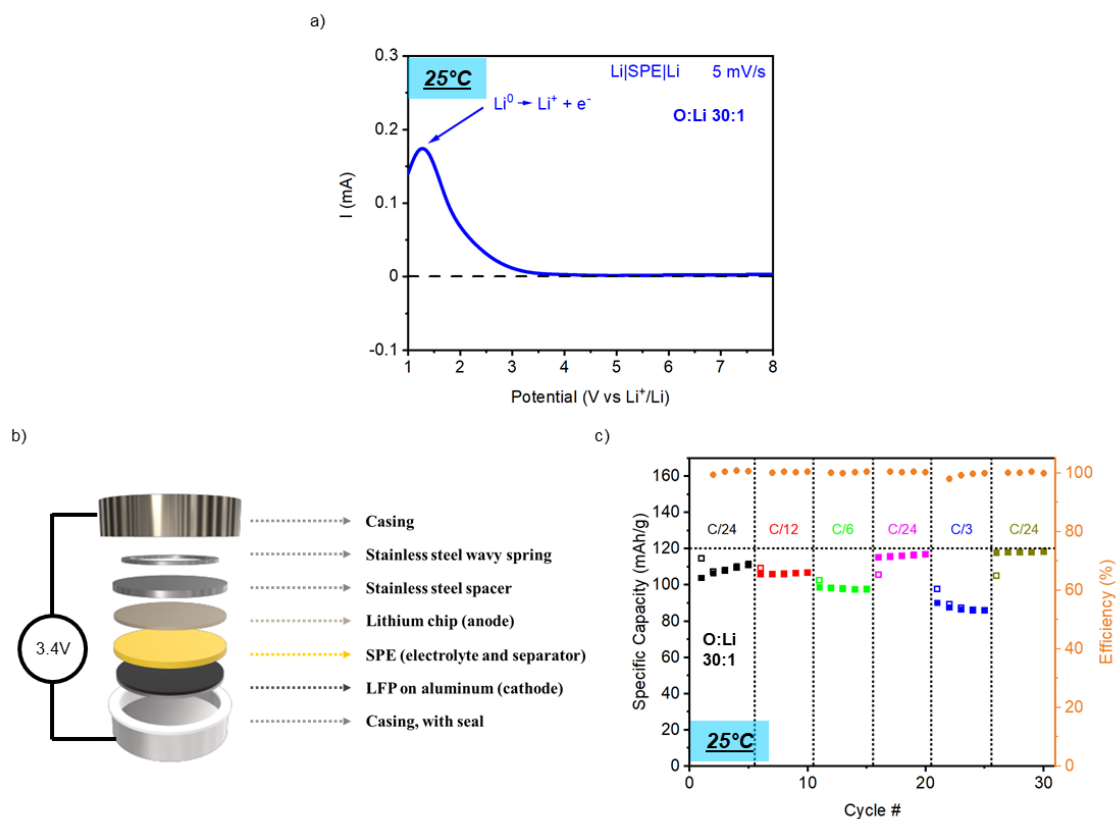 a)
0.3
0.2
0.1
0
-0.1
I (mA)
25°C
Li|SPE|Li 5 mV/s
Li⁰ → Li⁺ + e⁻
O:Li 30:1
1 2 3 4 5 6 7 8
Potential (V vs Li⁺/Li)
b)
3.4V
Casing
Stainless steel wavy spring
Stainless steel spacer
Lithium chip (anode)
SPE (electrolyte and separator)
LFP on aluminum (cathode)
Casing, with seal
c)
160
140
120
100
80
60
40
20
0
Specific Capacity (mAh/g)
C/24 C/12 C/6 C/24 C/3 C/24
O:Li
30:1
25°C
0 10 20 30
Cycle #
100
80
60
40
20
0
Efficiency (%)